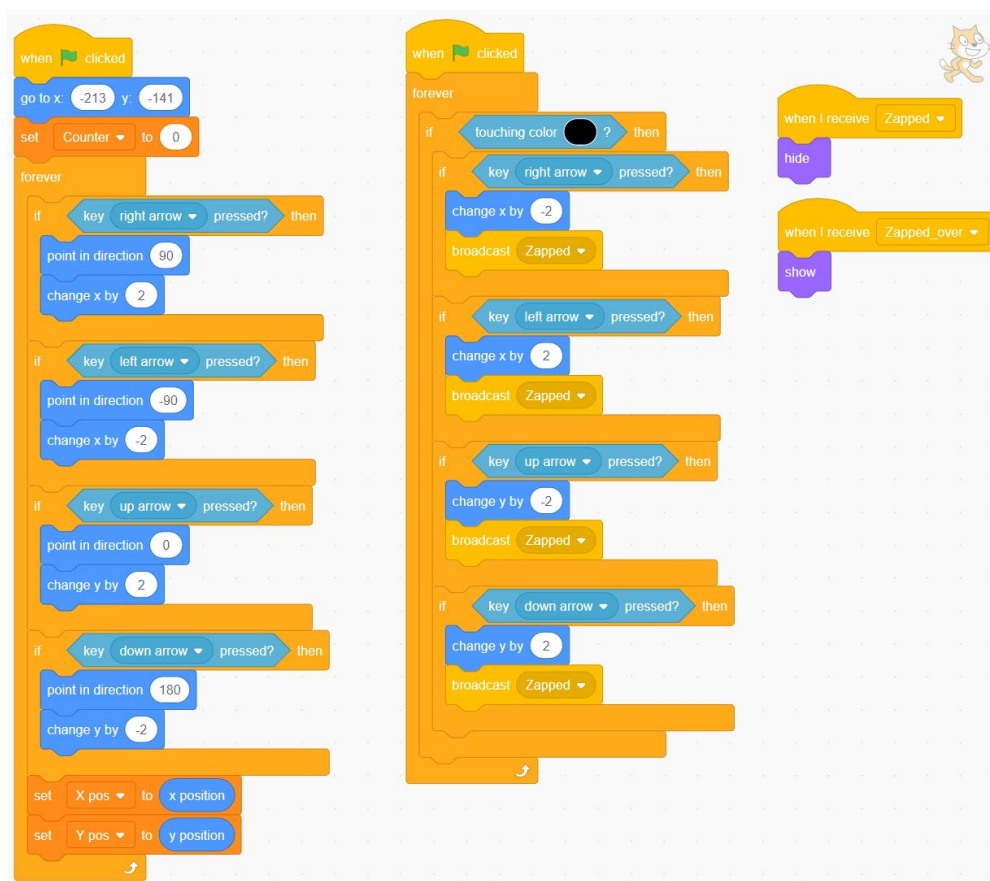 when clicked
go to x: -213 y: -141
set Counter to 0
forever
if key right arrow pressed? then
point in direction 90
change x by 2
if key left arrow pressed? then
point in direction -90
change x by -2
if key up arrow pressed? then
point in direction 0
change y by 2
if key down arrow pressed? then
point in direction 180
change y by -2
set X pos to x position
set Y pos to y position
when clicked
forever
if touching color ? then
if key right arrow pressed? then
change x by -2
broadcast Zapped
if key left arrow pressed? then
change x by 2
broadcast Zapped
if key up arrow pressed? then
change y by -2
broadcast Zapped
if key down arrow pressed? then
change y by 2
broadcast Zapped
when I receive Zapped
hide
when I receive Zapped_over
show